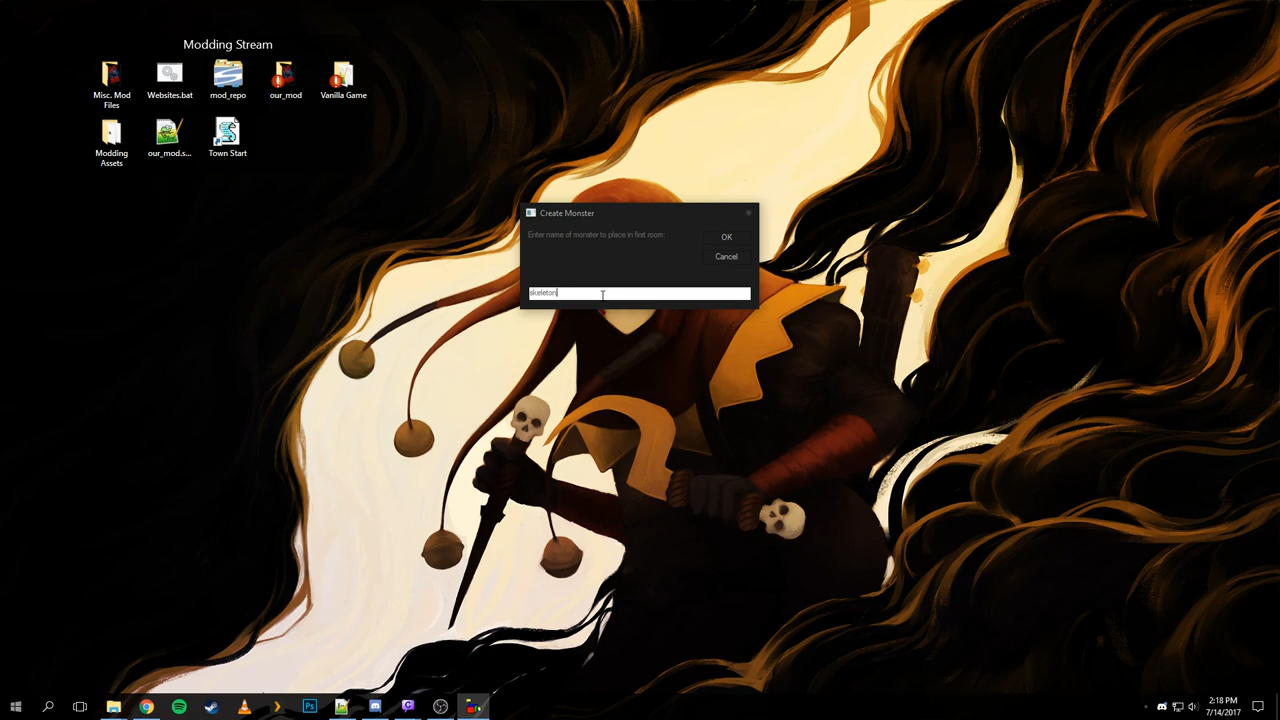 Modding Stream
Misc. Mod
Files
Websites.bat
mod_repo
our_mod
Vanilla Game
Modding
Assets
our_mod.s...
Town Start
Create Monster
Enter name of monster to place in first room:
OK
Cancel
skeleton
Ps
2:18 PM
7/14/2017